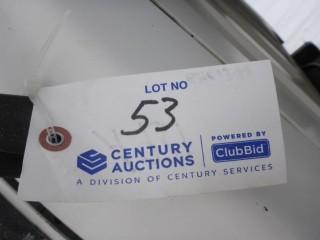 LOT NO
53
CENTURY AUCTIONS
POWERED BY
ClubBid
A DIVISION OF CENTURY SERVICES